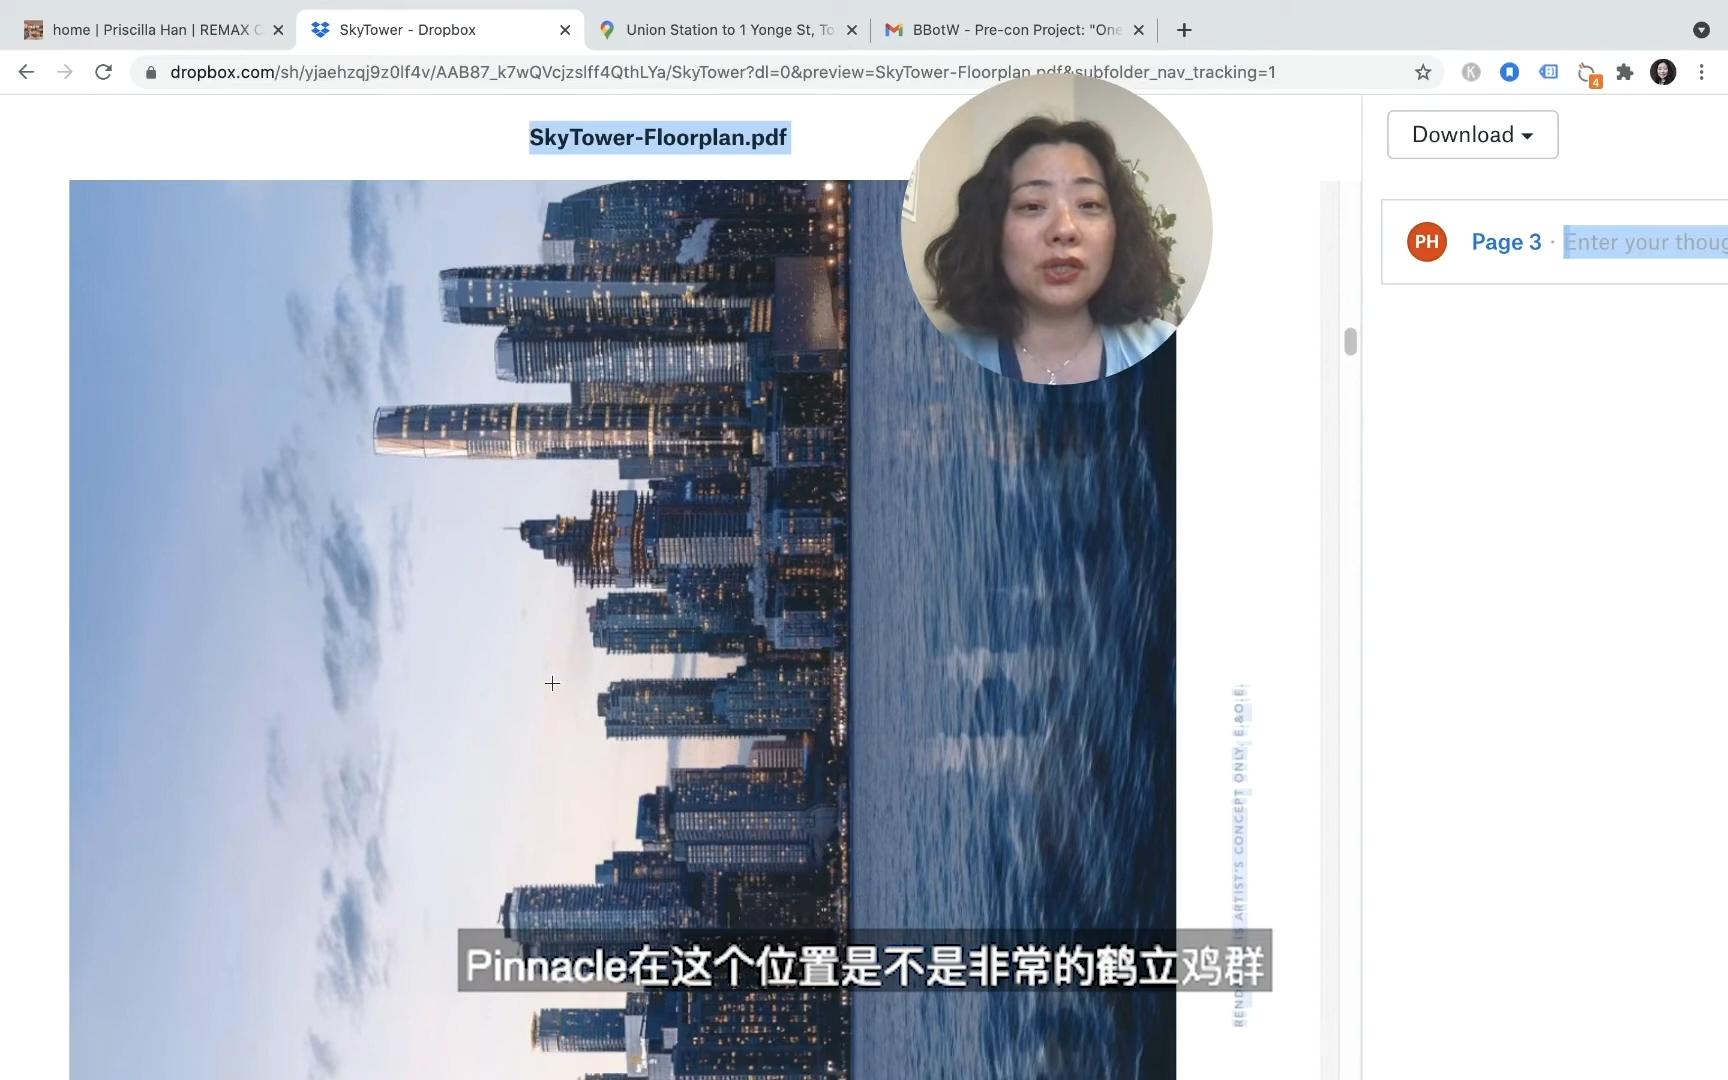 home | Priscilla Han | REMAX C
SkyTower - Dropbox
Union Station to 1 Yonge St, To
BBotW - Pre-con Project: "One
dropbox.com/sh/yjaehzqj9z0lf4v/AAB87_k7wQVcjzslff4QthLYa/SkyTower?dl=0&preview=SkyTower-Floorplan.pdf&subfolder_nav_tracking=1
4
SkyTower-Floorplan.pdf
Download
PH
Page 3 · Enter your thoug
Pinnacle在这个位置是不是非常的鹤立鸡群
IS ARTIST'S CONCEPT ONLY. E.&O.E.